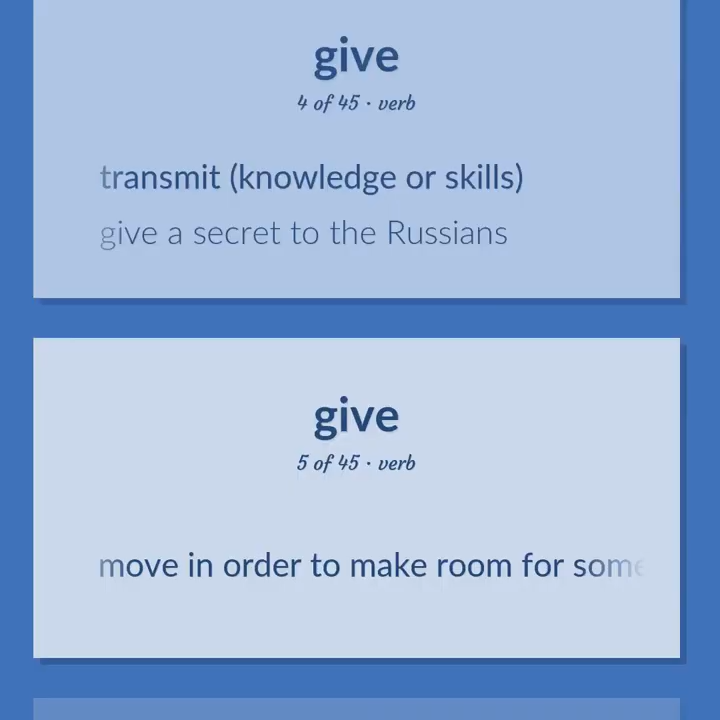 give
4 of 45 · verb
transmit (knowledge or skills)
give a secret to the Russians
give
5 of 45 · verb
move in order to make room for some